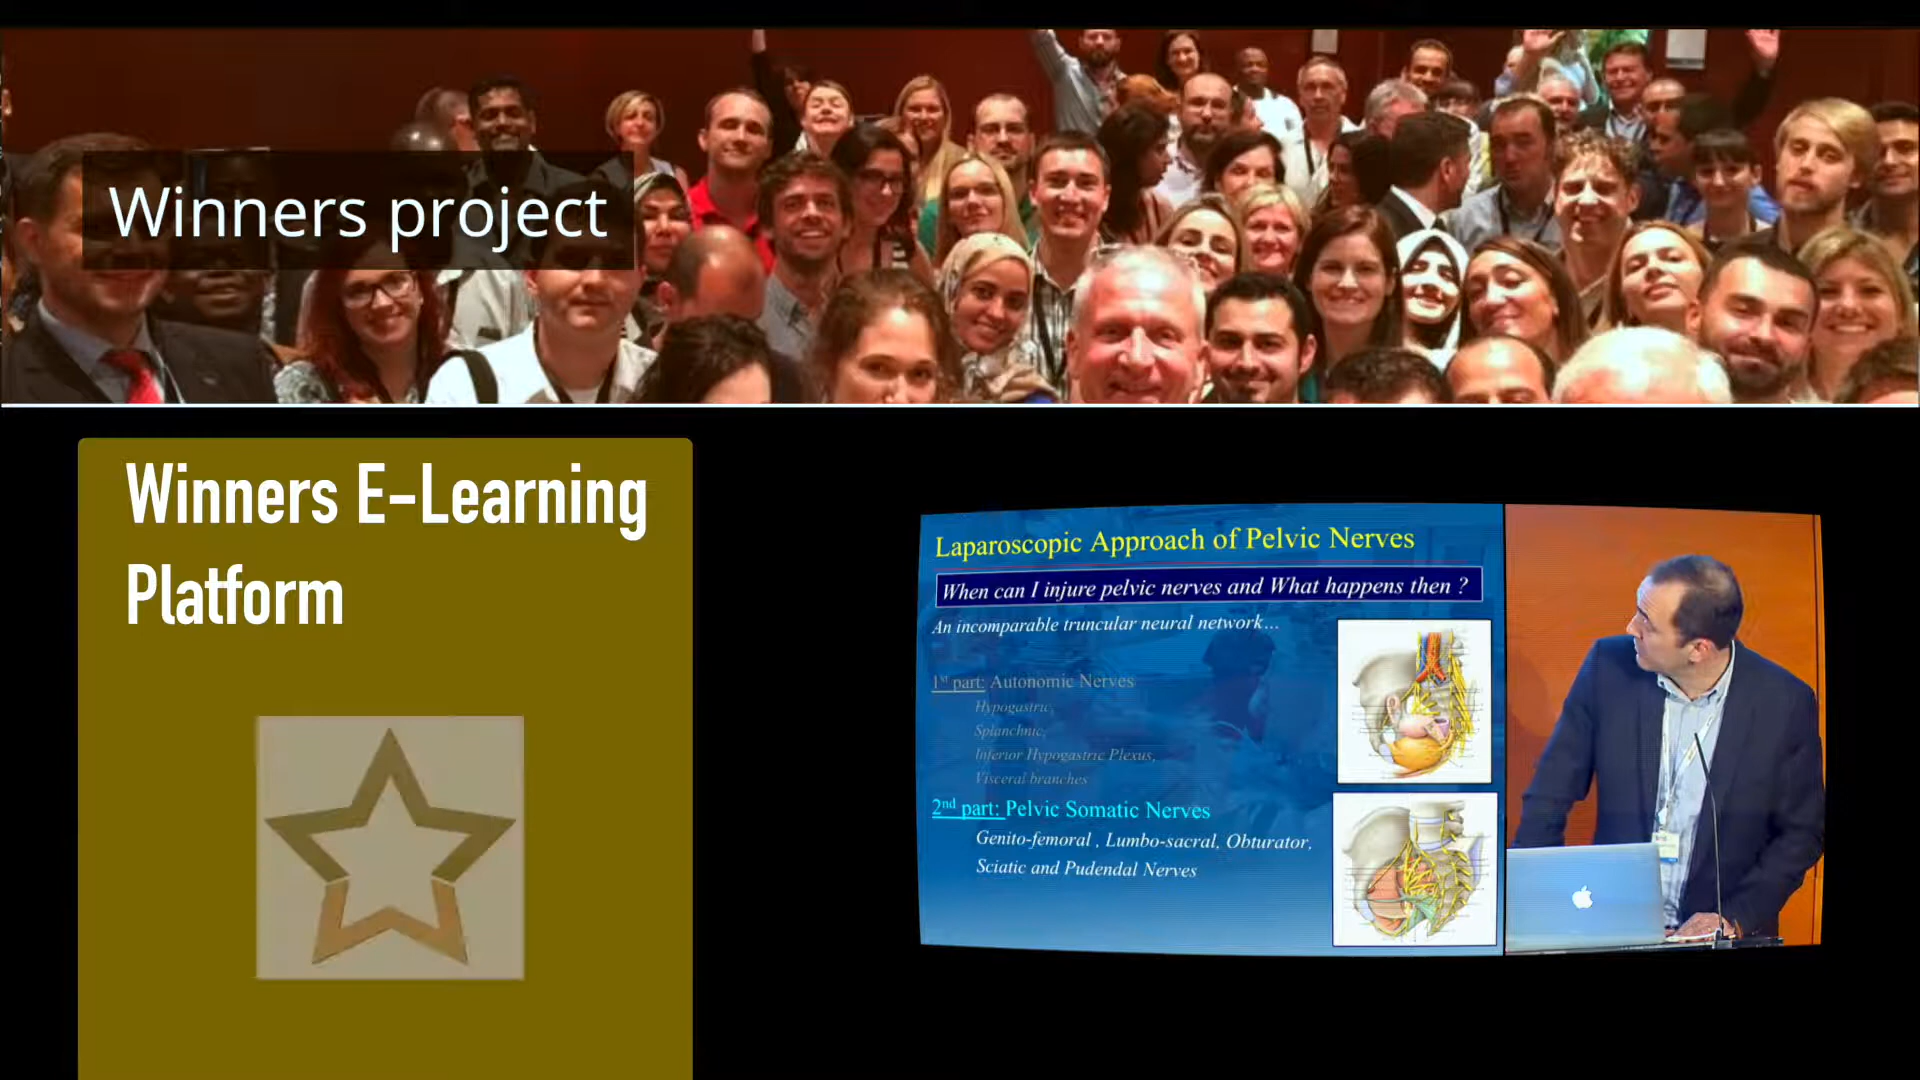 Winners project
Winners E-Learning
Platform
Laparoscopic Approach of Pelvic Nerves
When can I injure pelvic nerves and What happens then ?
An incomparable truncular neural network...
1st part: Autonomic Nerves
Hypogastric,
Splanchnic,
Inferior Hypogastric Plexus,
Visceral branches
2nd part: Pelvic Somatic Nerves
Genito-femoral , Lumbo-sacral, Obturator,
Sciatic and Pudendal Nerves